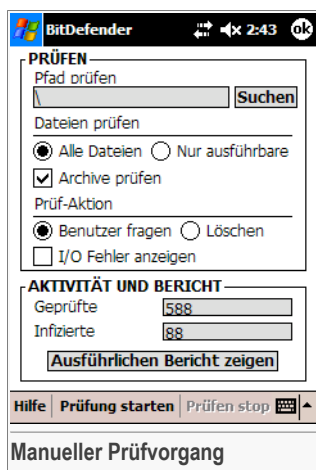 BitDefender 2:43 ok
PRÜFEN
Pfad prüfen
\ Suchen
Dateien prüfen
Alle Dateien Nur ausführbare
Archive prüfen
Prüf-Aktion
Benutzer fragen Löschen
I/O Fehler anzeigen
AKTIVITÄT UND BERICHT
Geprüfte 588
Infizierte 88
Ausführlichen Bericht zeigen
Hilfe Prüfung starten Prüfen stop
Manueller Prüfvorgang